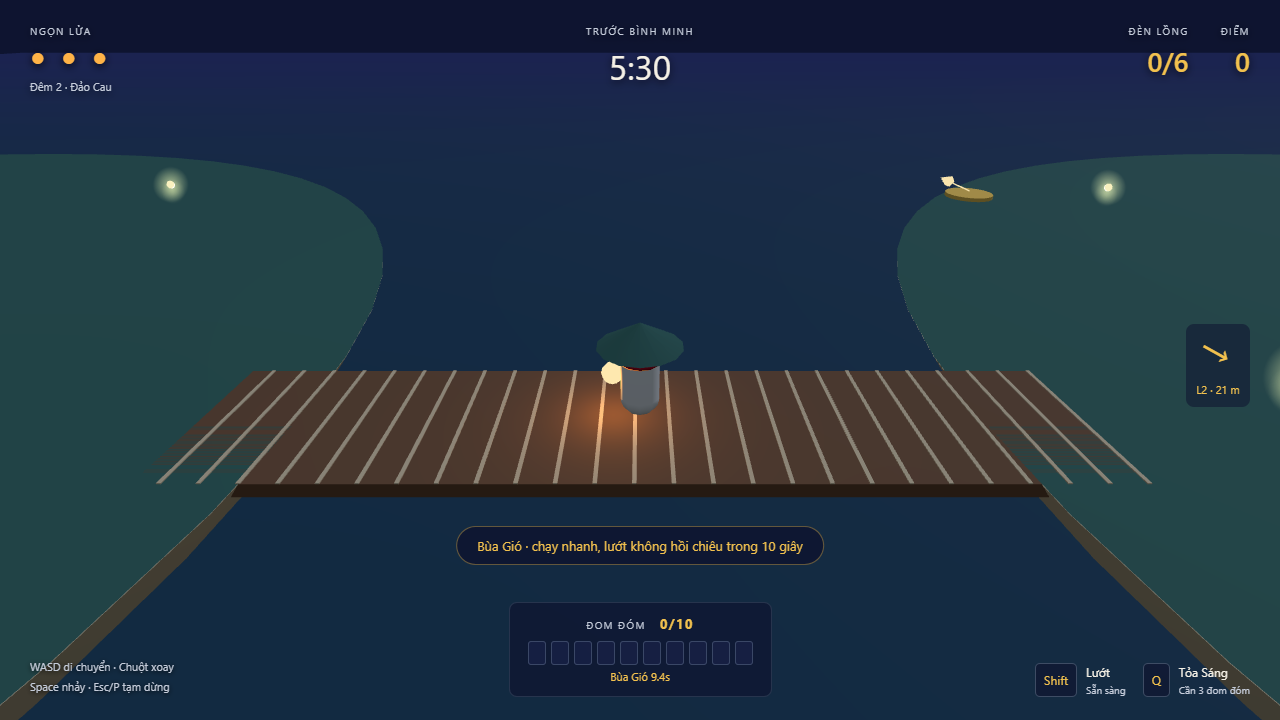 NGỌN LỬA
Đêm 2 · Đảo Cau
TRƯỚC BÌNH MINH
5:30
ĐÈN LỒNG
0/6
ĐIỂM
0
L2 · 21 m
Bùa Gió · chạy nhanh, lướt không hồi chiêu trong 10 giây
ĐOM ĐÓM 0/10
Bùa Gió 9.4s
WASD di chuyển · Chuột xoay
Space nhảy · Esc/P tạm dừng
Shift
Lướt
Sẵn sàng
Q
Tỏa Sáng
Cần 3 đom đóm